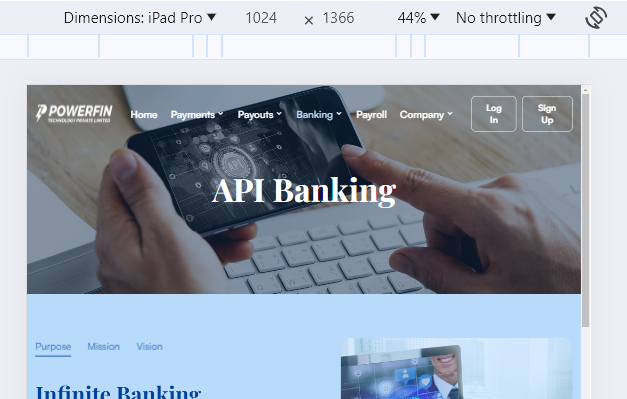 Dimensions: iPad Pro ▼ 1024 × 1366 44% ▼ No throttling ▼
POWERFIN
TECHNOLOGY PRIVATE LIMITED
Home Payments Payouts Banking Payroll Company
Log In
Sign Up
API Banking
Purpose Mission Vision
Infinite Banking